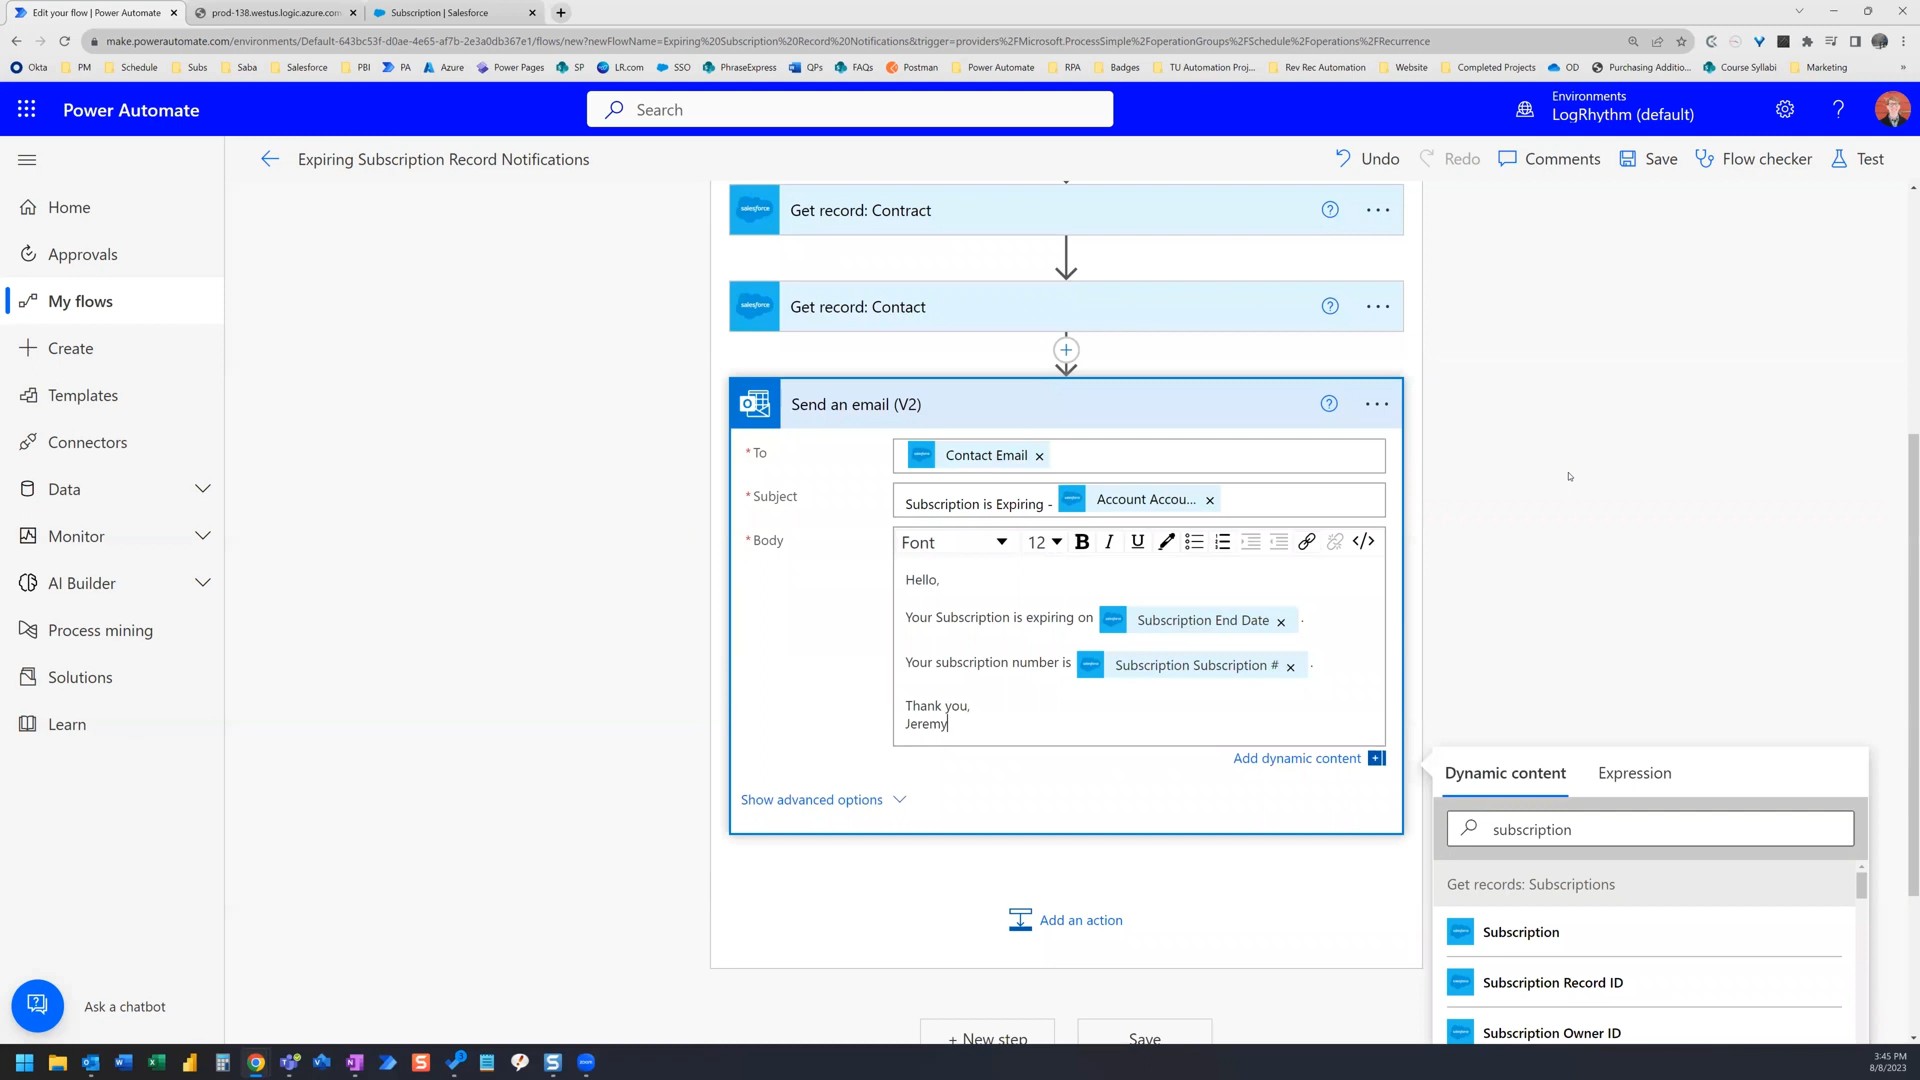 Edit your flow | Power Automate
prod-138.westus.logic.azure.com
Subscription | Salesforce
make.powerautomate.com/environments/Default-643bc53f-d0ae-4e65-af7b-2e3a0db367e1/flows/new?newFlowName=Expiring%20Subscription%20Record%20Notifications&trigger=providers%2FMicrosoft.ProcessSimple%2FoperationGroups%2FSchedule%2Foperations%2FRecurrence
Okta PM Schedule Subs Saba Salesforce PBI PA Azure Power Pages SP LR.com SSO PhraseExpress QPs FAQs Postman Power Automate RPA Badges TU Automation Proj... Rev Rec Automation Website Completed Projects OD Purchasing Additio... Course Syllabi Marketing »
Power Automate
Search
Environments
LogRhythm (default)
Expiring Subscription Record Notifications
Undo Redo Comments Save Flow checker Test
Home
Approvals
My flows
Create
Templates
Connectors
Data
Monitor
AI Builder
Process mining
Solutions
Learn
Ask a chatbot
salesforce Get record: Contract
salesforce Get record: Contact
Send an email (V2)
* To
Contact Email ×
* Subject
Subscription is Expiring - Account Accou... ×
* Body
Font 12 B I U </>
Hello,
Your Subscription is expiring on Subscription End Date × .
Your subscription number is Subscription Subscription # × .
Thank you,
Jeremy
Add dynamic content
Show advanced options
Add an action
+ New step
Save
Dynamic content Expression
subscription
Get records: Subscriptions
Subscription
Subscription Record ID
Subscription Owner ID
3:45 PM
8/8/2023